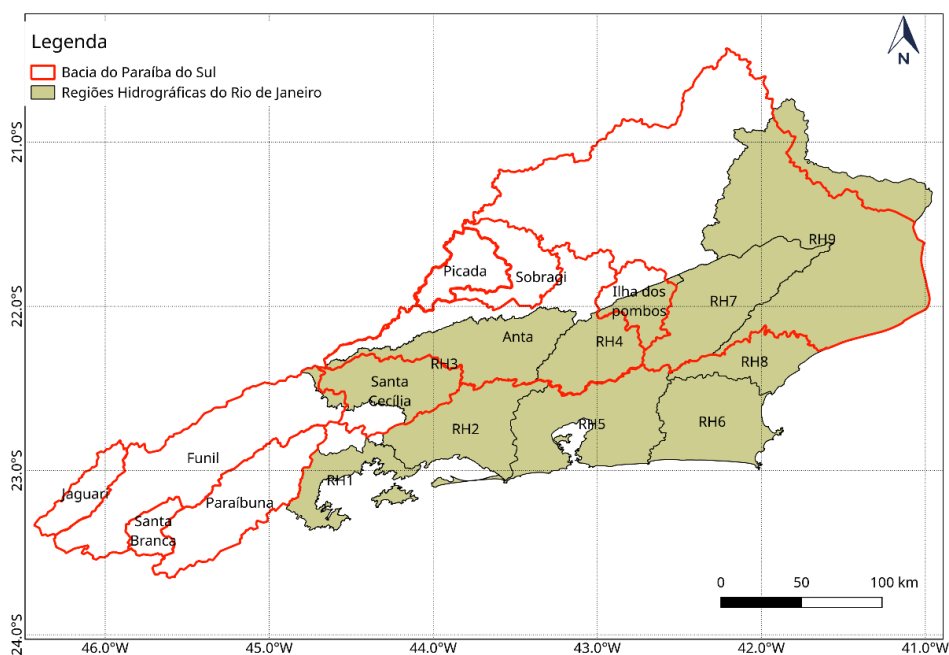 Legenda
Bacia do Paraíba do Sul
Regiões Hidrográficas do Rio de Janeiro
N
21.0°S
22.0°S
23.0°S
24.0°S
RH9
Picada
Sobragi
Ilha dos
pombos
RH7
Anta
RH4
RH3
RH8
Santa
Cecília
RH2
RH5
RH6
Funil
RH1
Jaguari
Paraíbuna
Santa
Branca
0 50 100 km
46.0°W 45.0°W 44.0°W 43.0°W 42.0°W 41.0°W